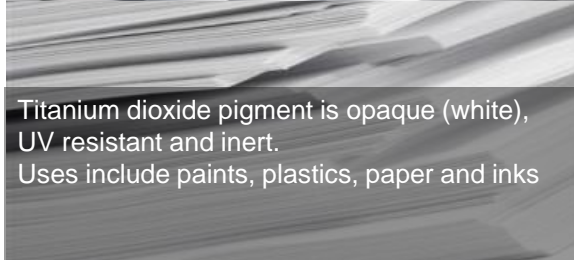 Titanium dioxide pigment is opaque (white),
UV resistant and inert.
Uses include paints, plastics, paper and inks